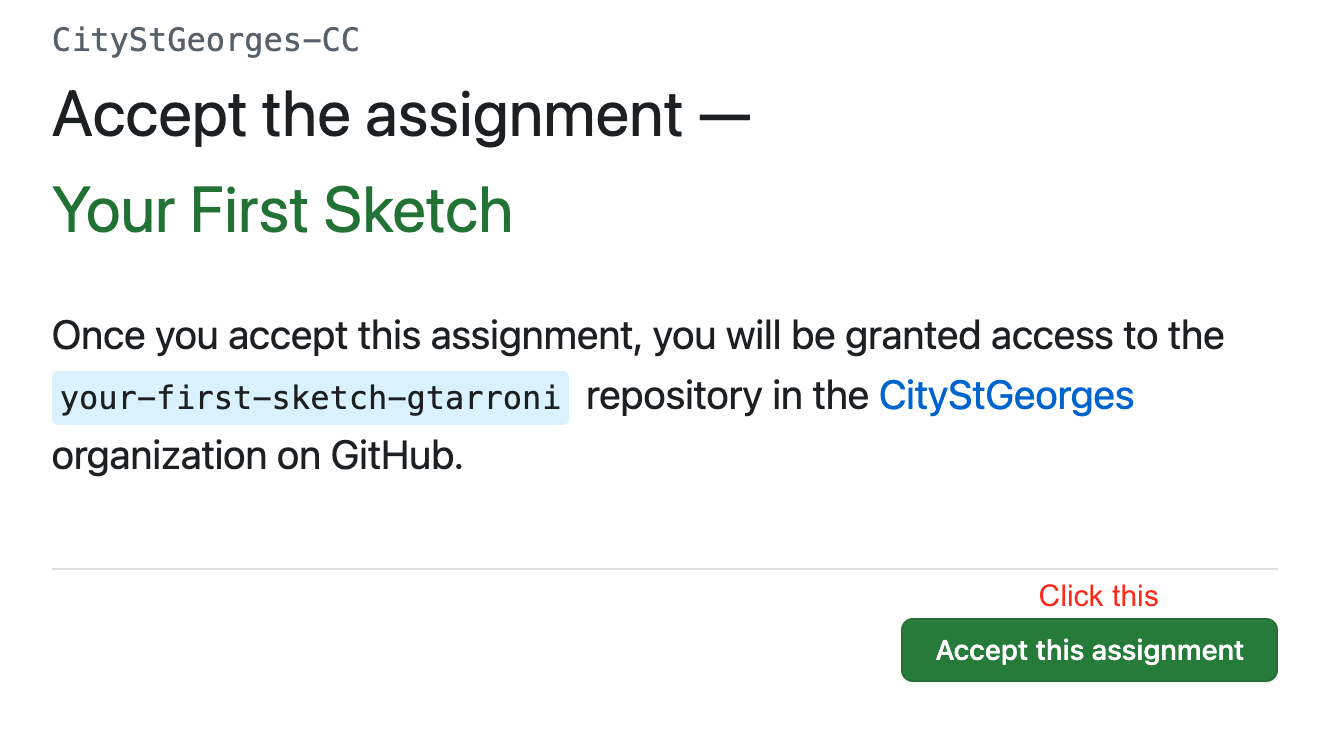 CityStGeorges-CC
Accept the assignment —
Your First Sketch
Once you accept this assignment, you will be granted access to the
your-first-sketch-gtarroni repository in the CityStGeorges
organization on GitHub.
Click this
Accept this assignment